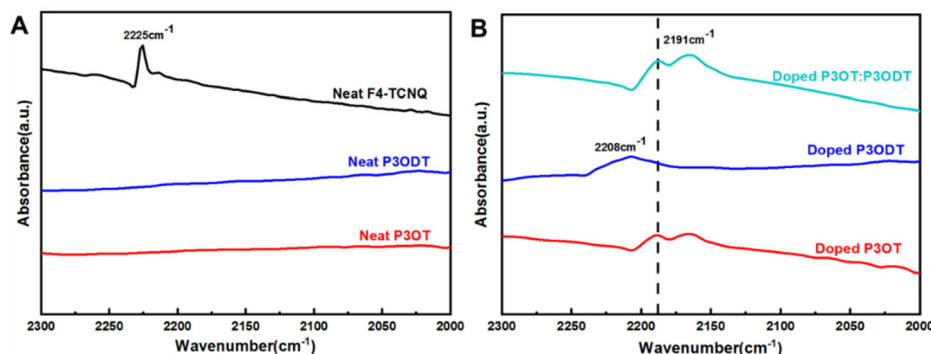 A
2225cm⁻¹
Neat F4-TCNQ
Neat P3ODT
Neat P3OT
Absorbance(a.u.)
2300 2250 2200 2150 2100 2050 2000
Wavenumber(cm⁻¹)
B
2191cm⁻¹
Doped P3OT:P3ODT
2208cm⁻¹
Doped P3ODT
Doped P3OT
Absorbance(a.u.)
2300 2250 2200 2150 2100 2050 2000
Wavenumber(cm⁻¹)